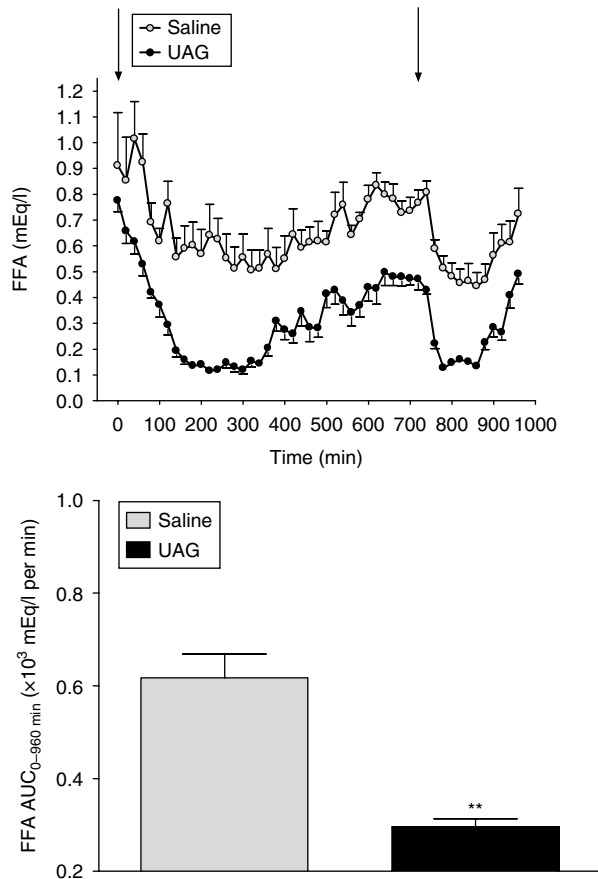 Saline
UAG
1.2
1.1
1.0
0.9
0.8
0.7
0.6
0.5
0.4
0.3
0.2
0.1
0.0
FFA (mEq/l)
0 100 200 300 400 500 600 700 800 900 1000
Time (min)
Saline
UAG
1.0
0.8
0.6
0.4
0.2
FFA AUC0–960 min (×10³ mEq/l per min)
**